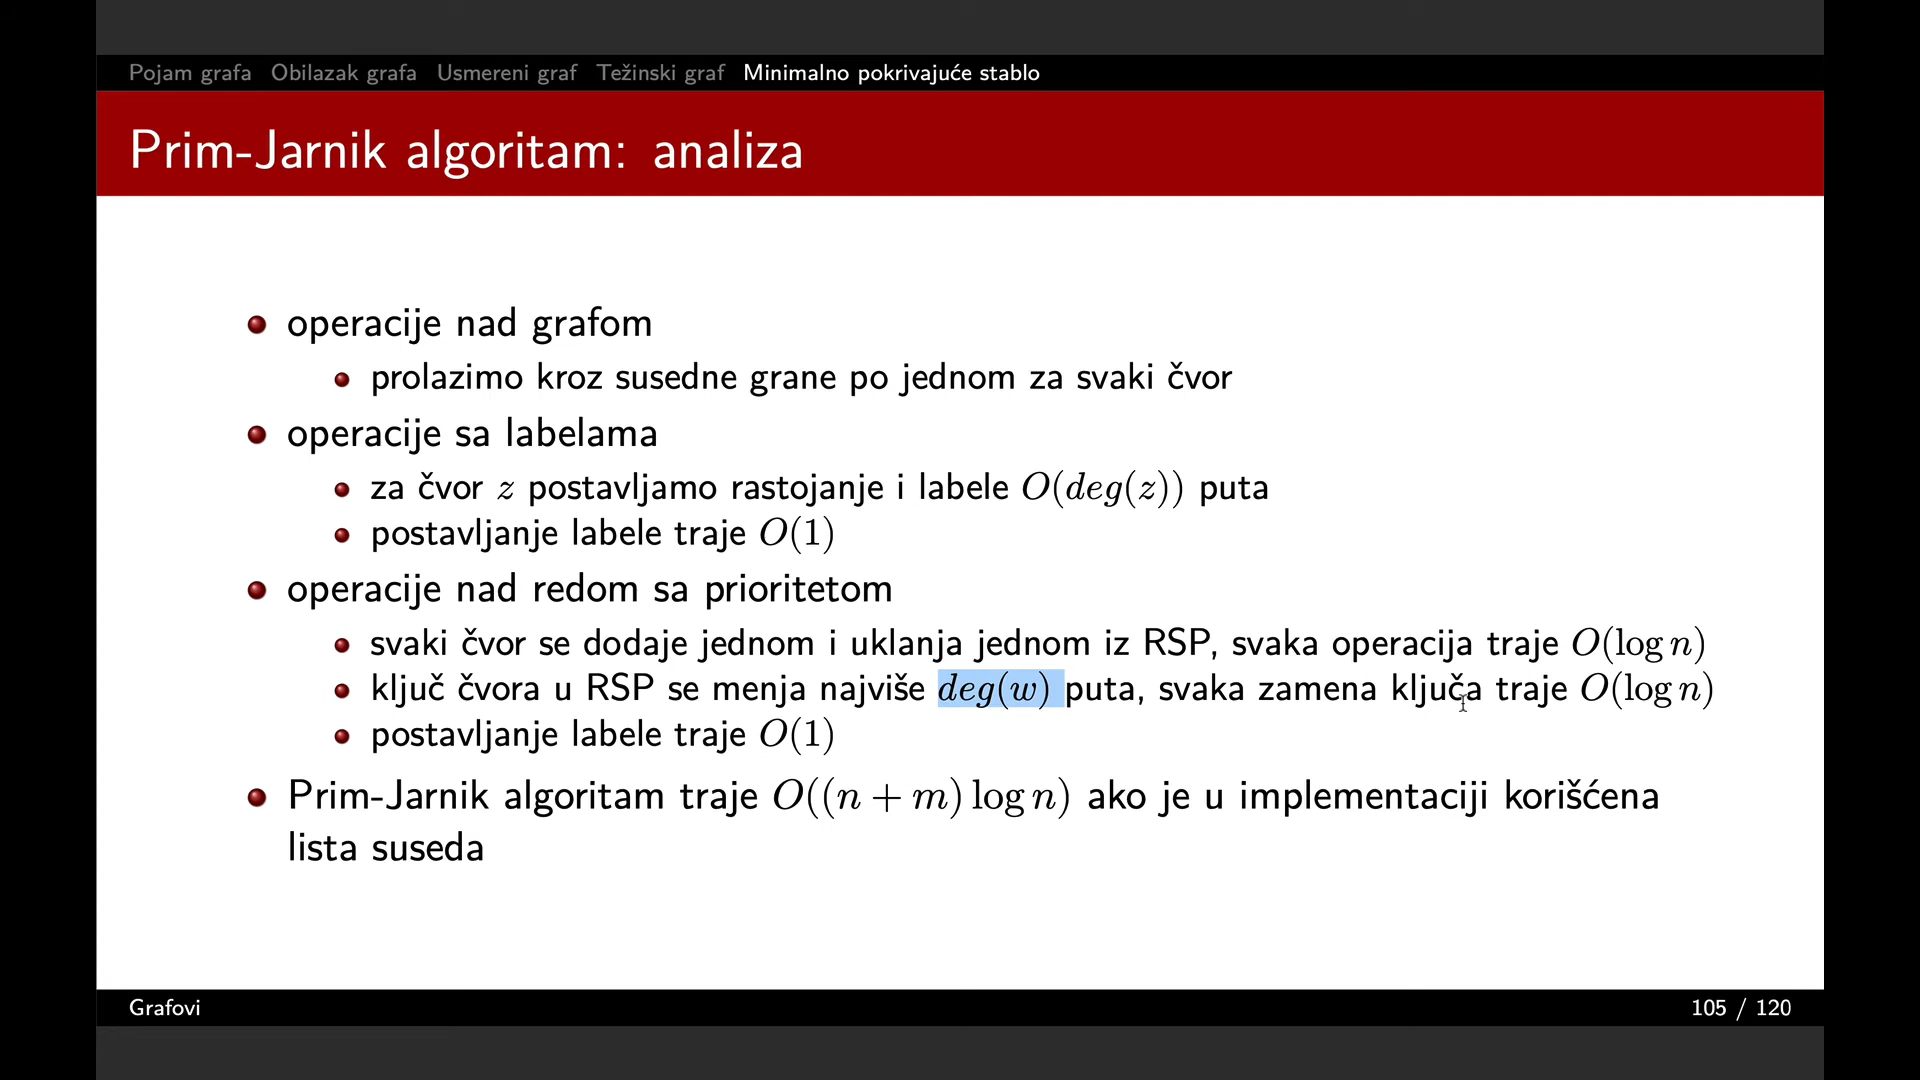 Pojam grafa Obilazak grafa Usmereni graf Težinski graf Minimalno pokrivajuće stablo
Prim-Jarnik algoritam: analiza
operacije nad grafom
prolazimo kroz susedne grane po jednom za svaki čvor
operacije sa labelama
za čvor z postavljamo rastojanje i labele O(deg(z)) puta
postavljanje labele traje O(1)
operacije nad redom sa prioritetom
svaki čvor se dodaje jednom i uklanja jednom iz RSP, svaka operacija traje O(log n)
ključ čvora u RSP se menja najviše deg(w) puta, svaka zamena ključa traje O(log n)
postavljanje labele traje O(1)
Prim-Jarnik algoritam traje O((n + m) log n) ako je u implementaciji korišćena
lista suseda
Grafovi
105 / 120